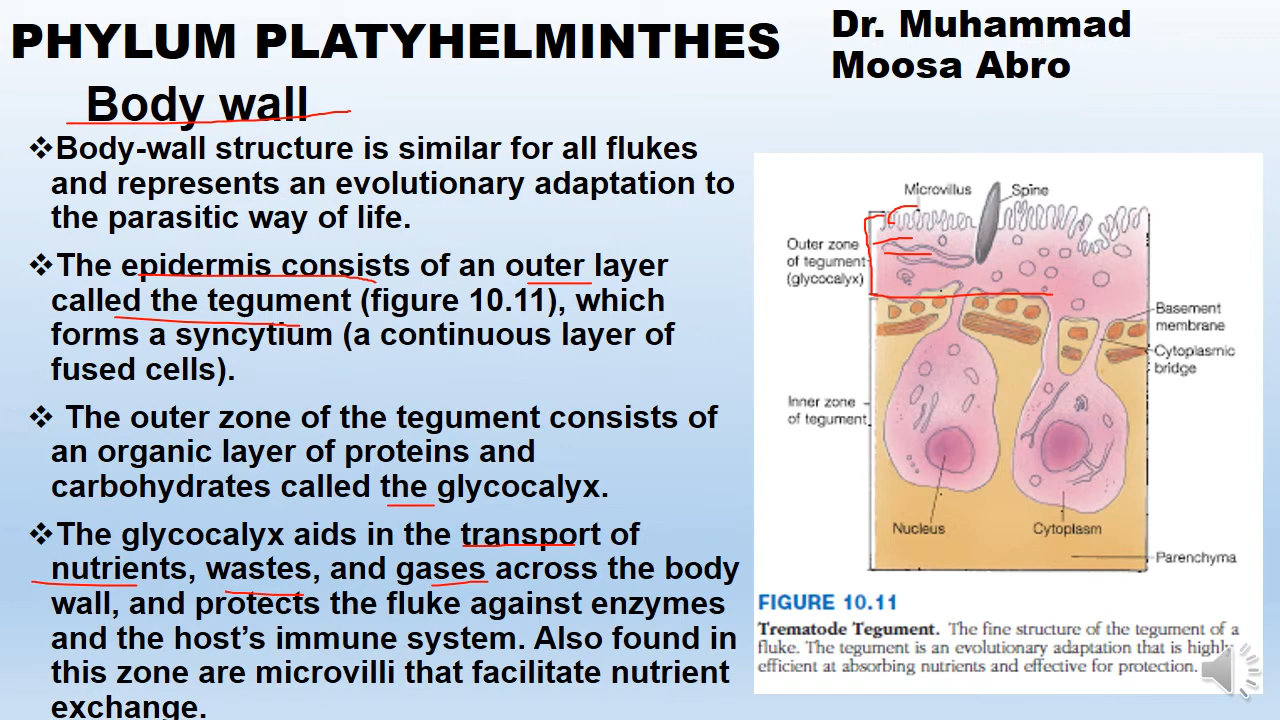 PHYLUM PLATYHELMINTHES
Dr. Muhammad
Moosa Abro
Body wall
❖Body-wall structure is similar for all flukes
and represents an evolutionary adaptation to
the parasitic way of life.
❖The epidermis consists of an outer layer
called the tegument (figure 10.11), which
forms a syncytium (a continuous layer of
fused cells).
❖ The outer zone of the tegument consists of
an organic layer of proteins and
carbohydrates called the glycocalyx.
❖The glycocalyx aids in the transport of
nutrients, wastes, and gases across the body
wall, and protects the fluke against enzymes
and the host’s immune system. Also found in
this zone are microvilli that facilitate nutrient
exchange.
Microvillus
Spine
Outer zone
of tegument
(glycocalyx)
Basement
membrane
Cytoplasmic
bridge
Inner zone
of tegument
Nucleus
Cytoplasm
Parenchyma
FIGURE 10.11
Trematode Tegument. The fine structure of the tegument of a
fluke. The tegument is an evolutionary adaptation that is highly
efficient at absorbing nutrients and effective for protection.